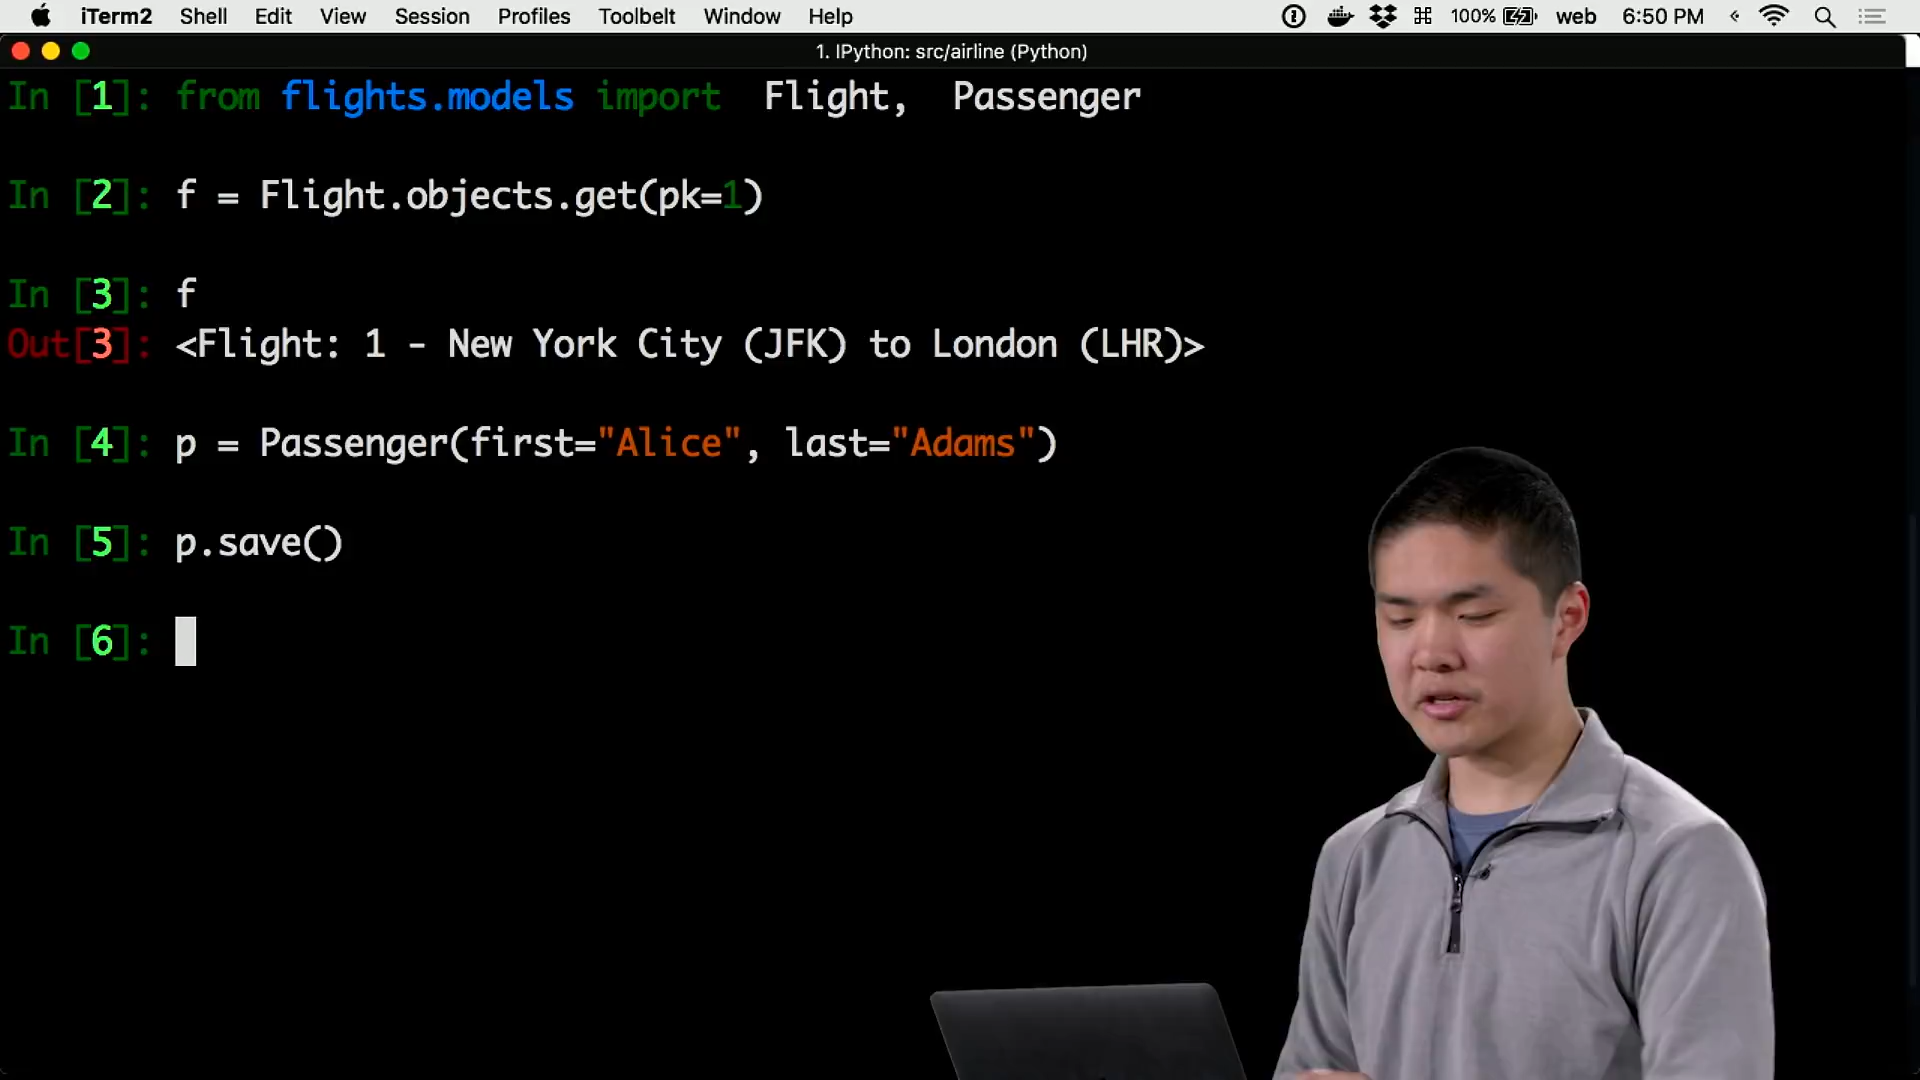 iTerm2 Shell Edit View Session Profiles Toolbelt Window Help 100% web 6:50 PM
1. IPython: src/airline (Python)
In [1]: from flights.models import Flight, Passenger
In [2]: f = Flight.objects.get(pk=1)
In [3]: f
Out[3]: <Flight: 1 - New York City (JFK) to London (LHR)>
In [4]: p = Passenger(first="Alice", last="Adams")
In [5]: p.save()
In [6]: